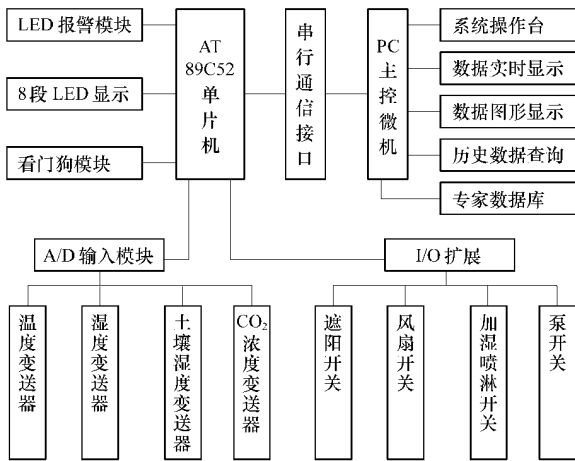 LED 报警模块
8段 LED 显示
看门狗模块
AT
89C52
单
片
机
串
行
通
信
接
口
PC
主
控
微
机
系统操作台
数据实时显示
数据图形显示
历史数据查询
专家数据库
A/D 输入模块
I/O 扩展
温度变送器
湿度变送器
土壤湿度变送器
CO₂浓度变送器
遮阳开关
风扇开关
加湿喷淋开关
泵开关